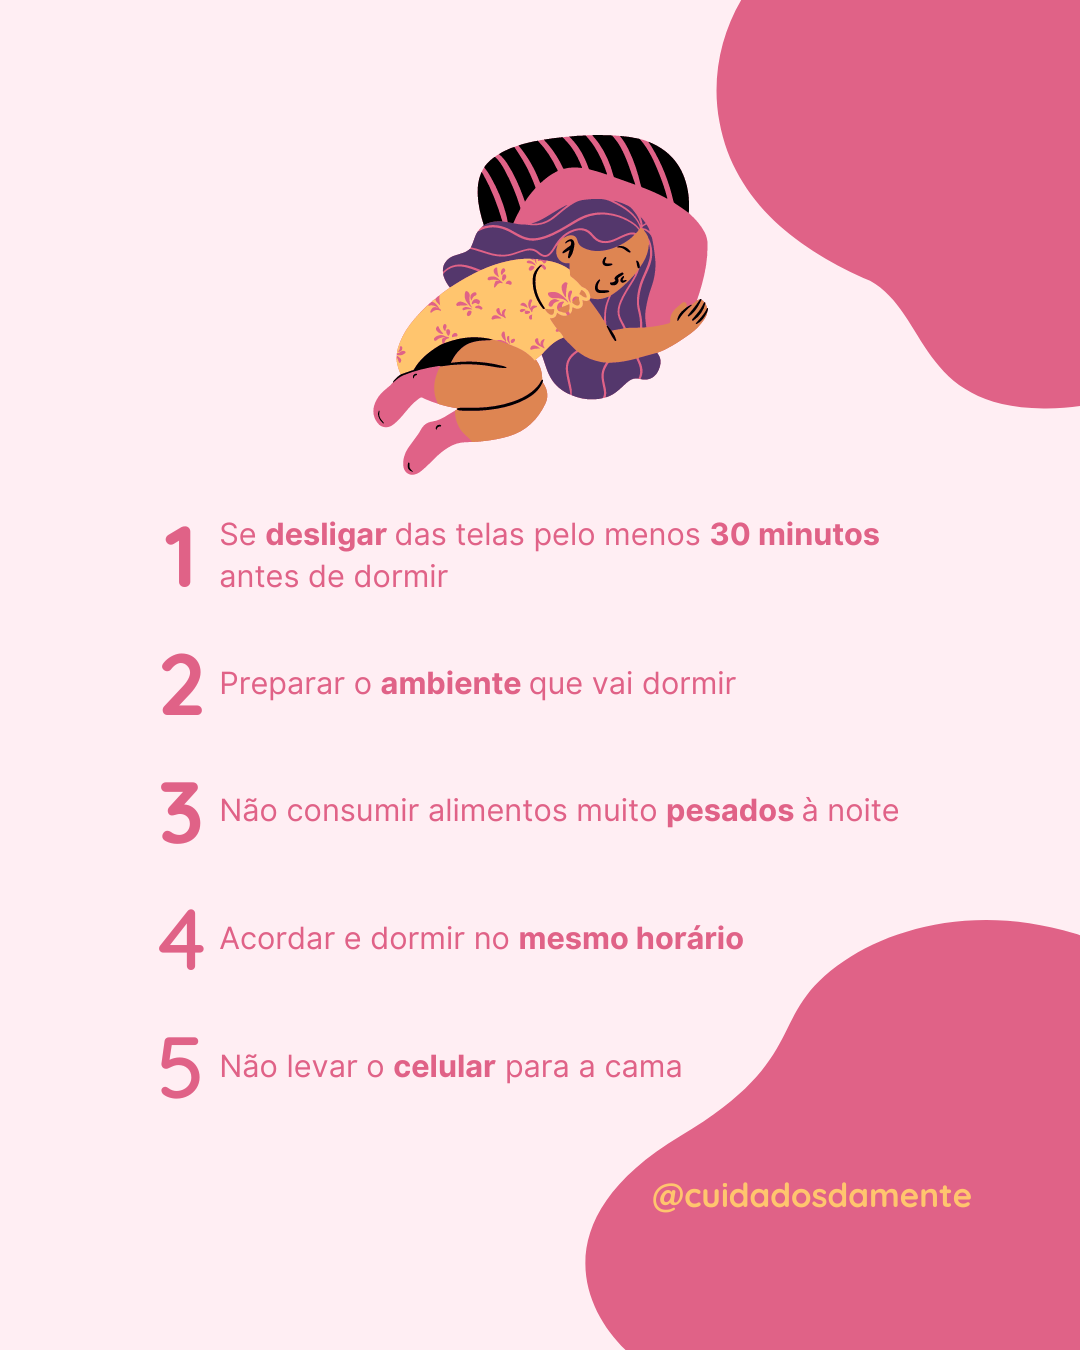 1 Se desligar das telas pelo menos 30 minutos
antes de dormir
2 Preparar o ambiente que vai dormir
3 Não consumir alimentos muito pesados à noite
4 Acordar e dormir no mesmo horário
5 Não levar o celular para a cama
@cuidadosdamente